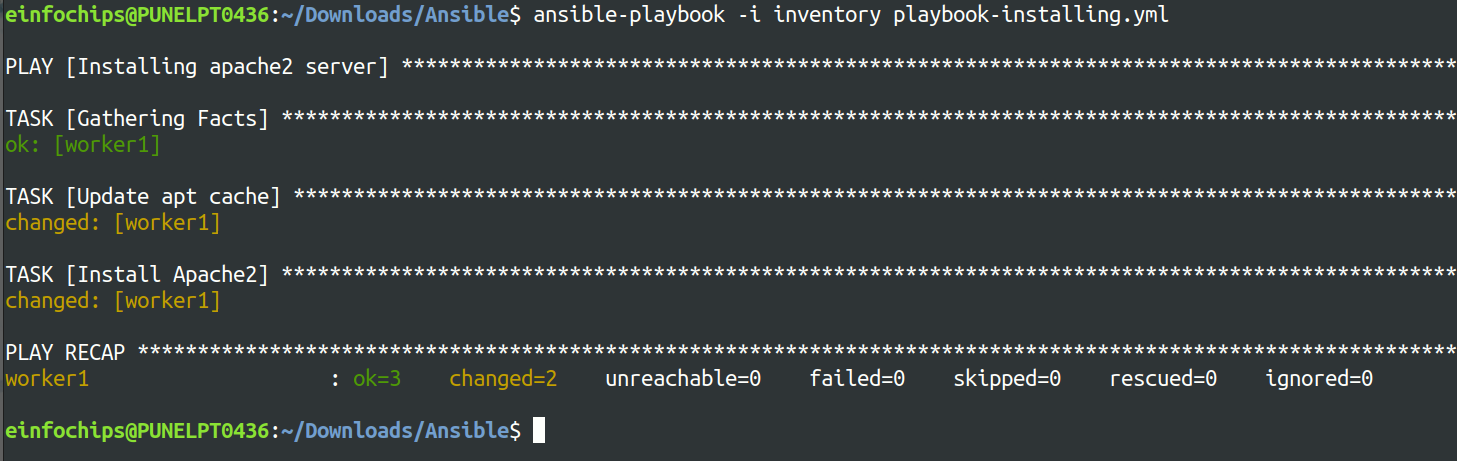 einfochips@PUNELPT0436:~/Downloads/Ansible$ ansible-playbook -i inventory playbook-installing.yml
PLAY [Installing apache2 server] ****************************************************************************************
TASK [Gathering Facts] **************************************************************************************************
ok: [worker1]
TASK [Update apt cache] *************************************************************************************************
changed: [worker1]
TASK [Install Apache2] **************************************************************************************************
changed: [worker1]
PLAY RECAP **************************************************************************************************************
worker1                    : ok=3    changed=2    unreachable=0    failed=0    skipped=0    rescued=0    ignored=0
einfochips@PUNELPT0436:~/Downloads/Ansible$